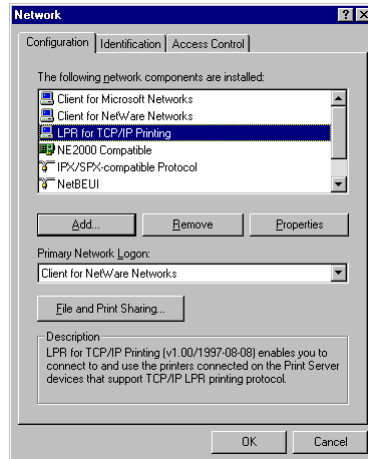 Network
Configuration Identification Access Control
The following network components are installed:
Client for Microsoft Networks
Client for NetWare Networks
LPR for TCP/IP Printing
NE2000 Compatible
IPX/SPX-compatible Protocol
NetBEUI
Add... Remove Properties
Primary Network Logon:
Client for NetWare Networks
File and Print Sharing...
Description
LPR for TCP/IP Printing (v1.00/1997-08-08) enables you to
connect to and use the printers connected on the Print Server
devices that support TCP/IP LPR printing protocol.
OK Cancel